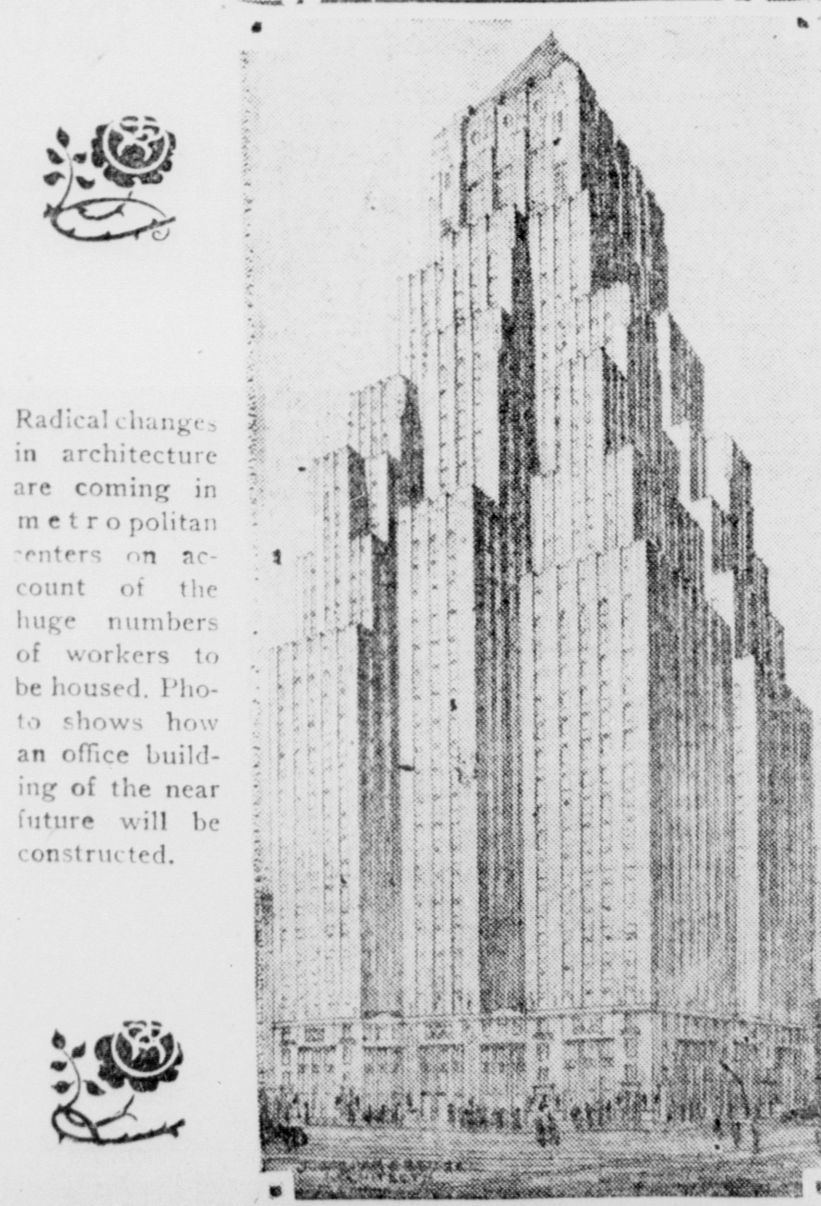 Radical changes
in architecture
are coming in
metropolitan
centers on ac-
count of the
huge numbers
of workers to
be housed. Pho-
to shows how
an office build-
ing of the near
future will be
constructed.